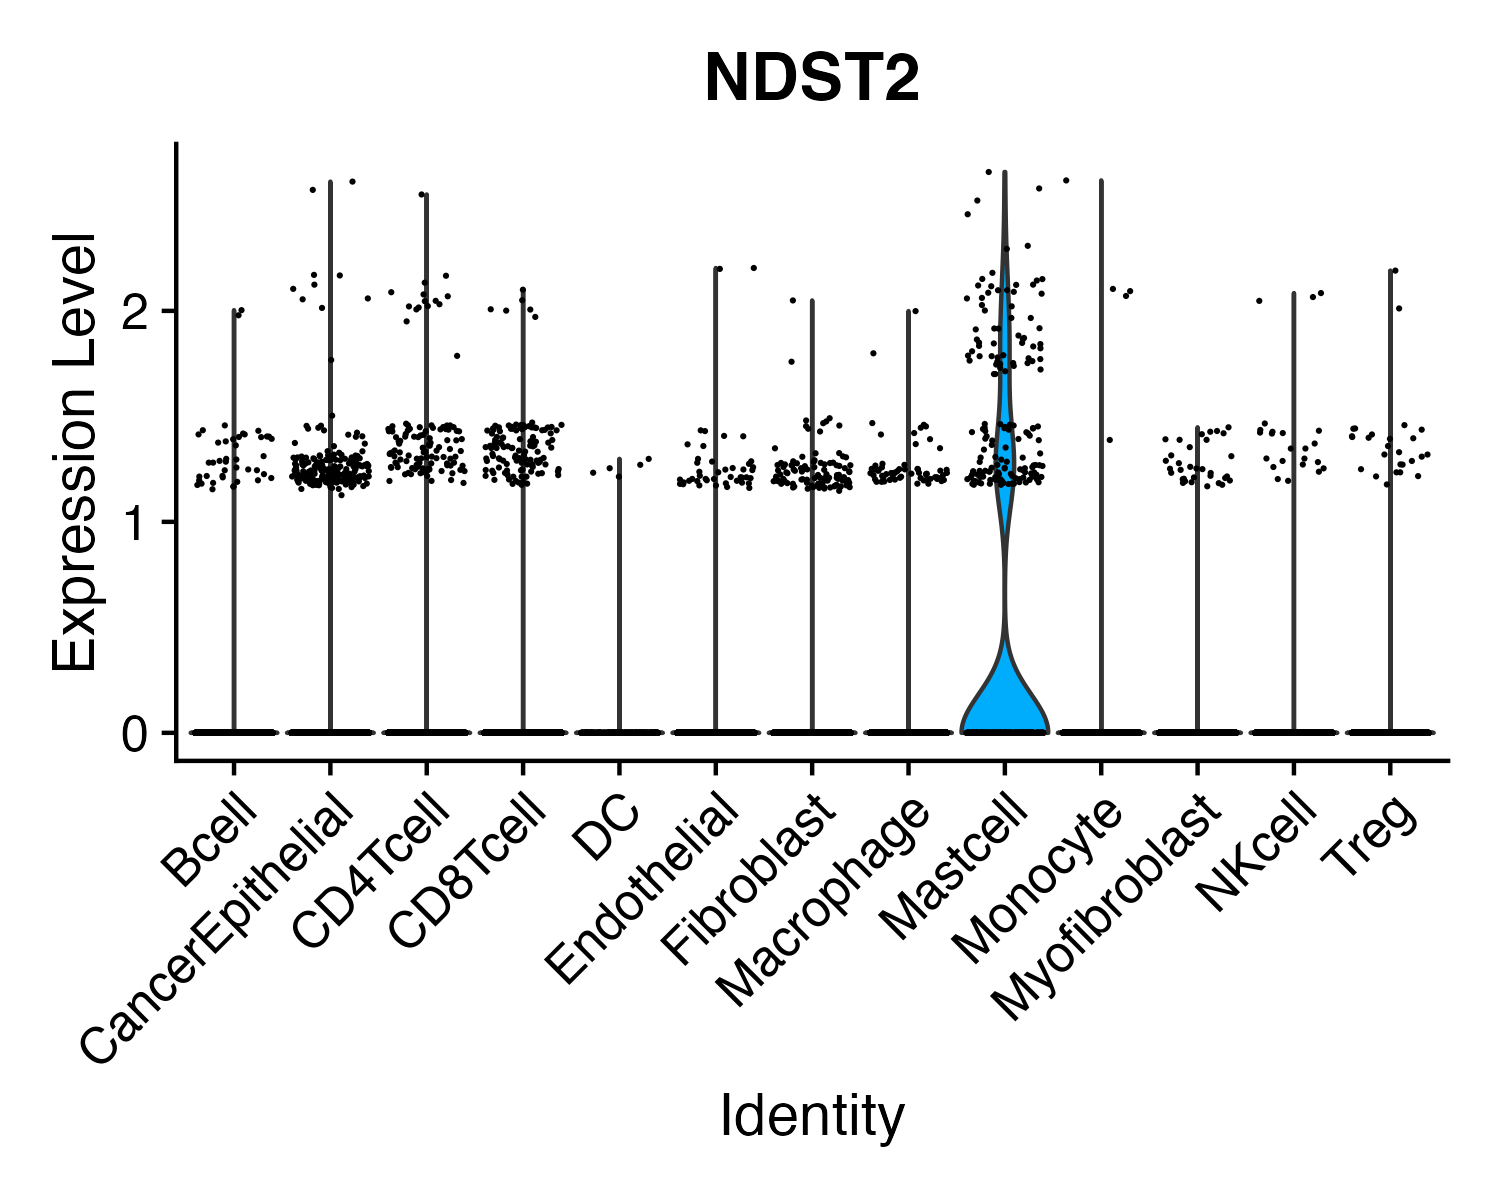 NDST2
Expression Level
2
1
0
Bcell
CancerEpithelial
CD4Tcell
CD8Tcell
DC
Endothelial
Fibroblast
Macrophage
Mastcell
Monocyte
Myofibroblast
NKcell
Treg
Identity